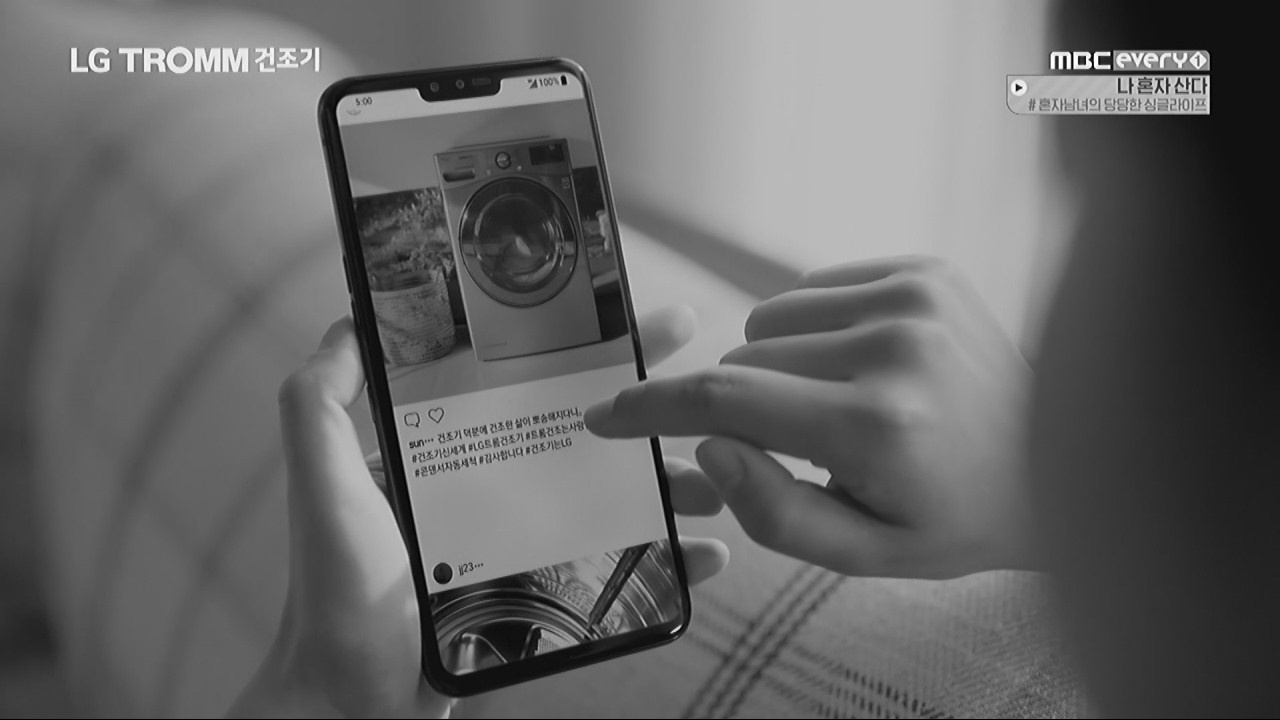 LG TROMM 건조기
MBC every1
나 혼자 산다
# 혼자남녀의 당당한 싱글라이프
5:00
100%
sun··· 건조기 덕분에 건조한 삶이 뽀송해지다니,
#건조기신세계 #LG트롬건조기 #트롬건조는사랑
#콘덴서자동세척 #감사합니다 #건조기는LG
jj23···